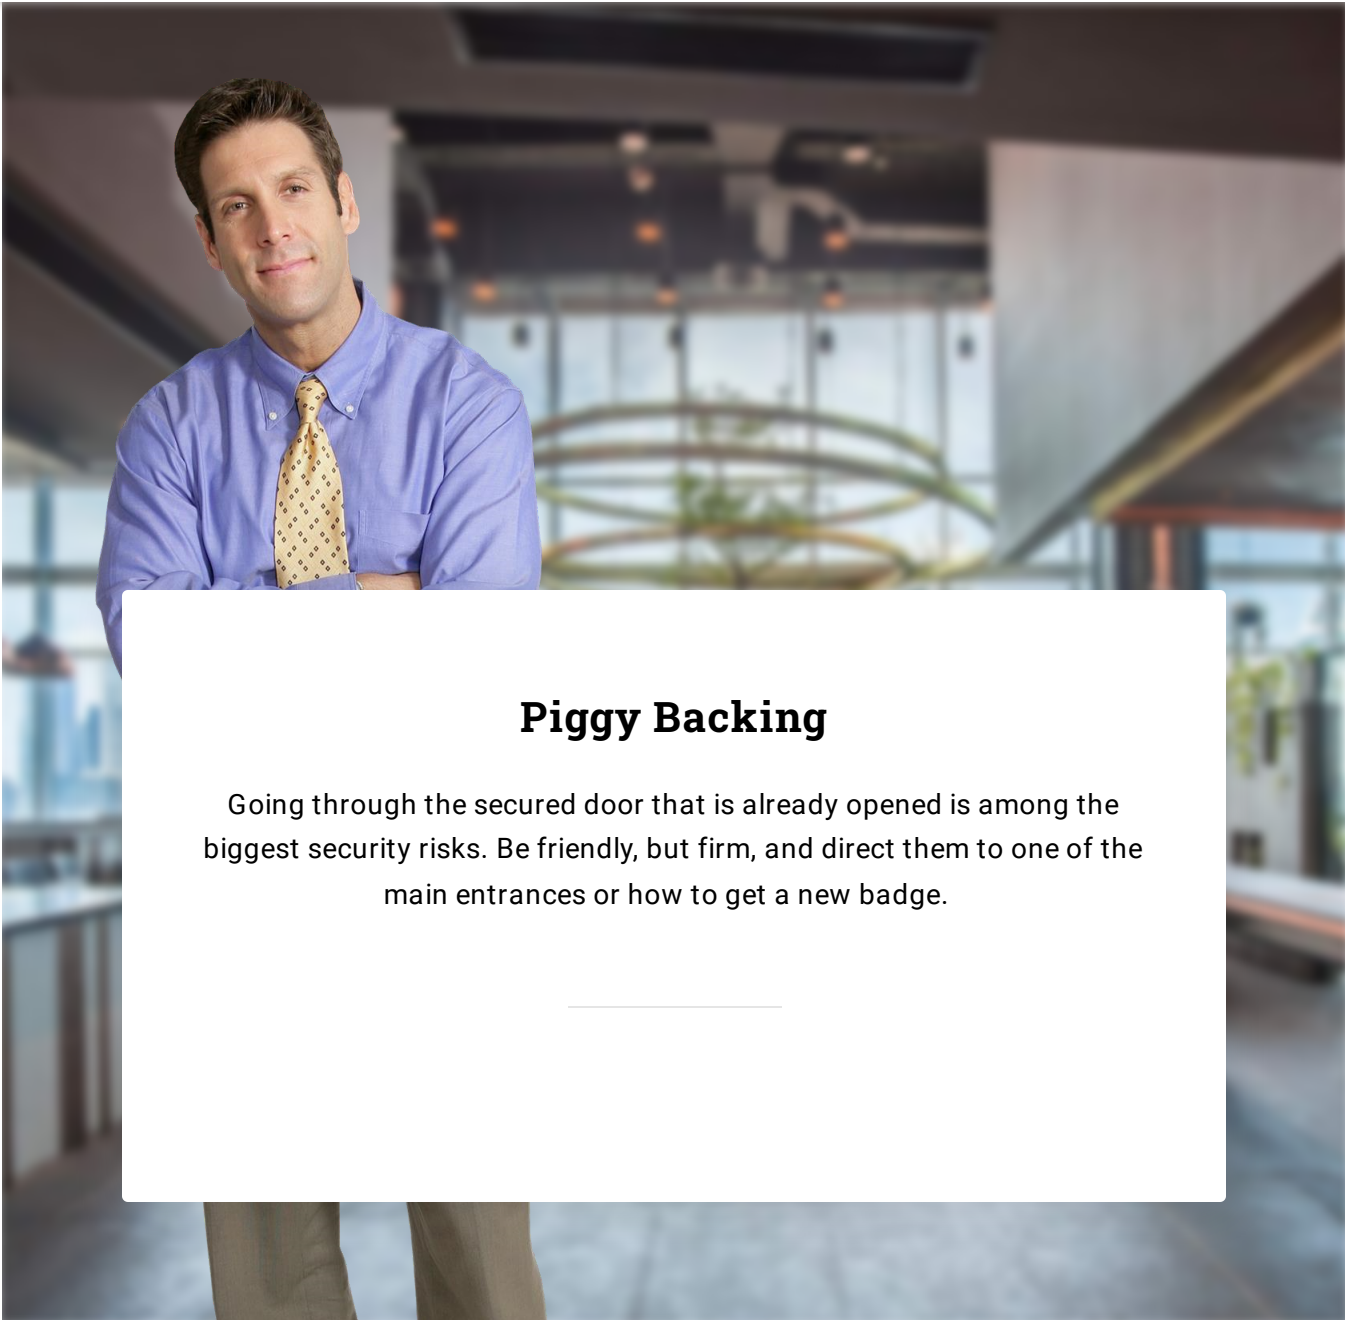 Piggy Backing
Going through the secured door that is already opened is among the
biggest security risks. Be friendly, but firm, and direct them to one of the
main entrances or how to get a new badge.